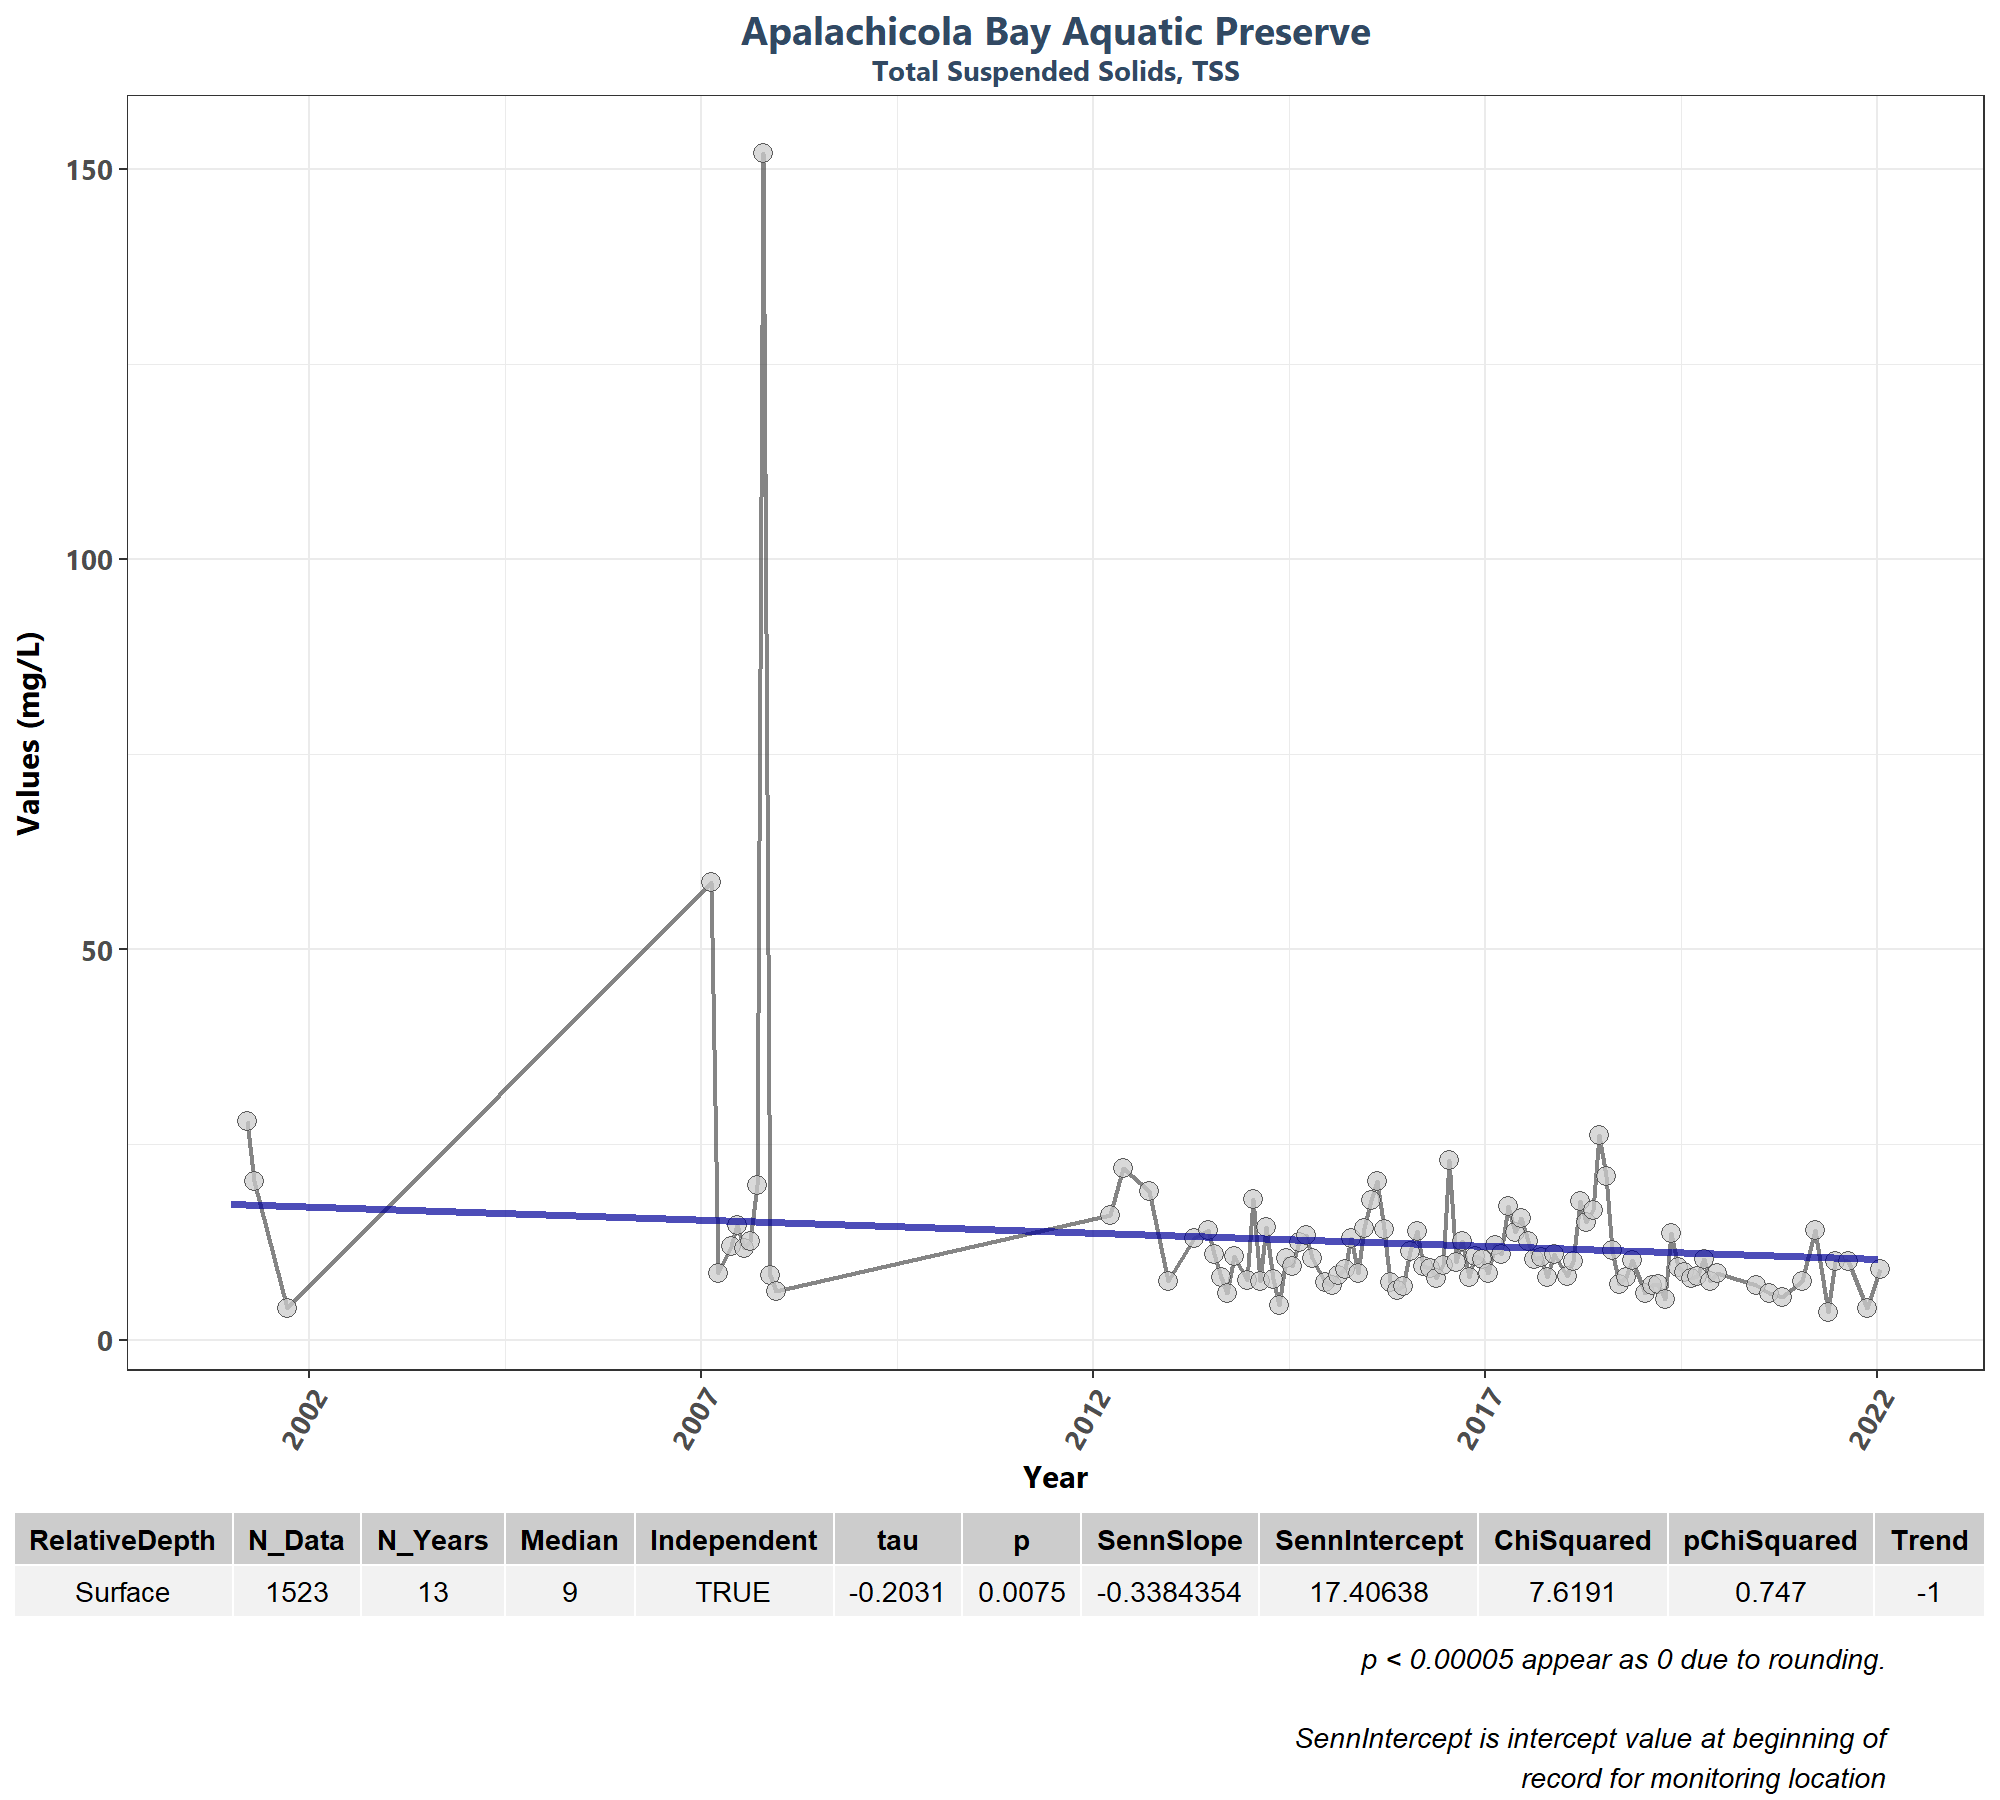 Apalachicola Bay Aquatic Preserve
Total Suspended Solids, TSS
Values (mg/L)
150
100
50
0
2002 2007 2012 2017 2022
Year
RelativeDepth N_Data N_Years Median Independent tau p SennSlope SennIntercept ChiSquared pChiSquared Trend
Surface 1523 13 9 TRUE -0.2031 0.0075 -0.3384354 17.40638 7.6191 0.747 -1
p < 0.00005 appear as 0 due to rounding.
SennIntercept is intercept value at beginning of
record for monitoring location